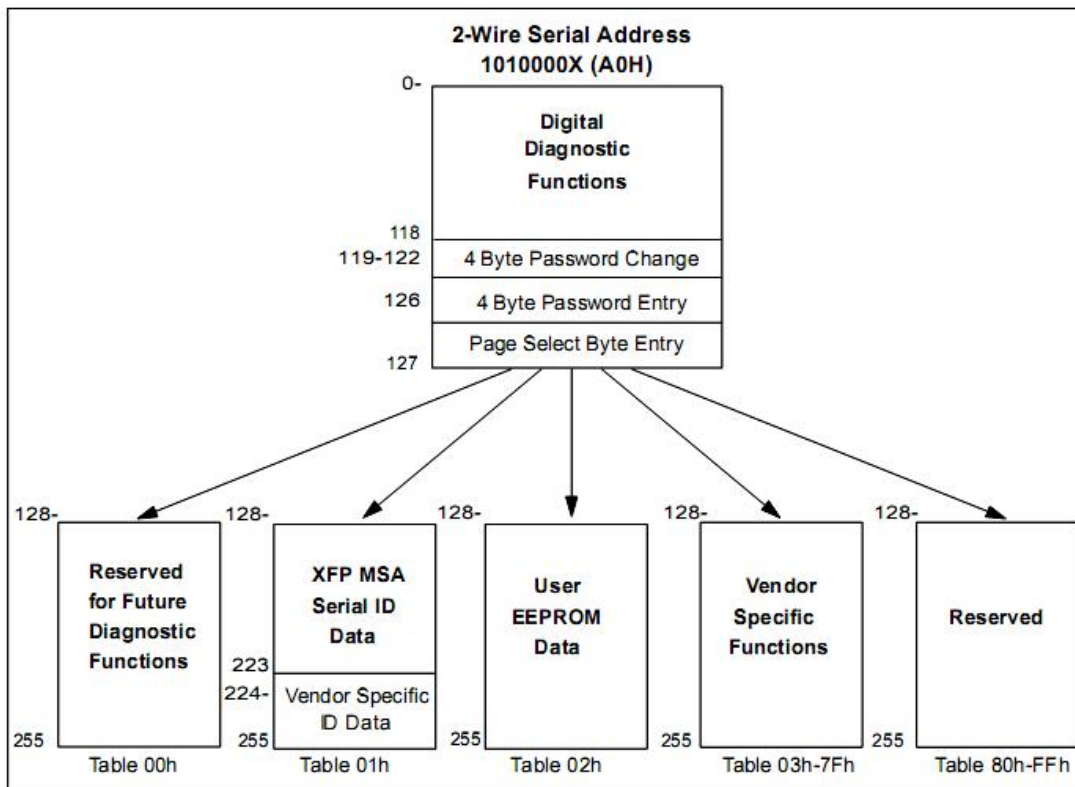 2-Wire Serial Address
1010000X (A0H)
0-
Digital
Diagnostic
Functions
118
119-122
4 Byte Password Change
126
4 Byte Password Entry
Page Select Byte Entry
127
128-
Reserved
for Future
Diagnostic
Functions
255
Table 00h
128-
XFP MSA
Serial ID
Data
223
224-
Vendor Specific
ID Data
255
Table 01h
128-
User
EEPROM
Data
255
Table 02h
128-
Vendor
Specific
Functions
255
Table 03h-7Fh
128-
Reserved
255
Table 80h-FFh